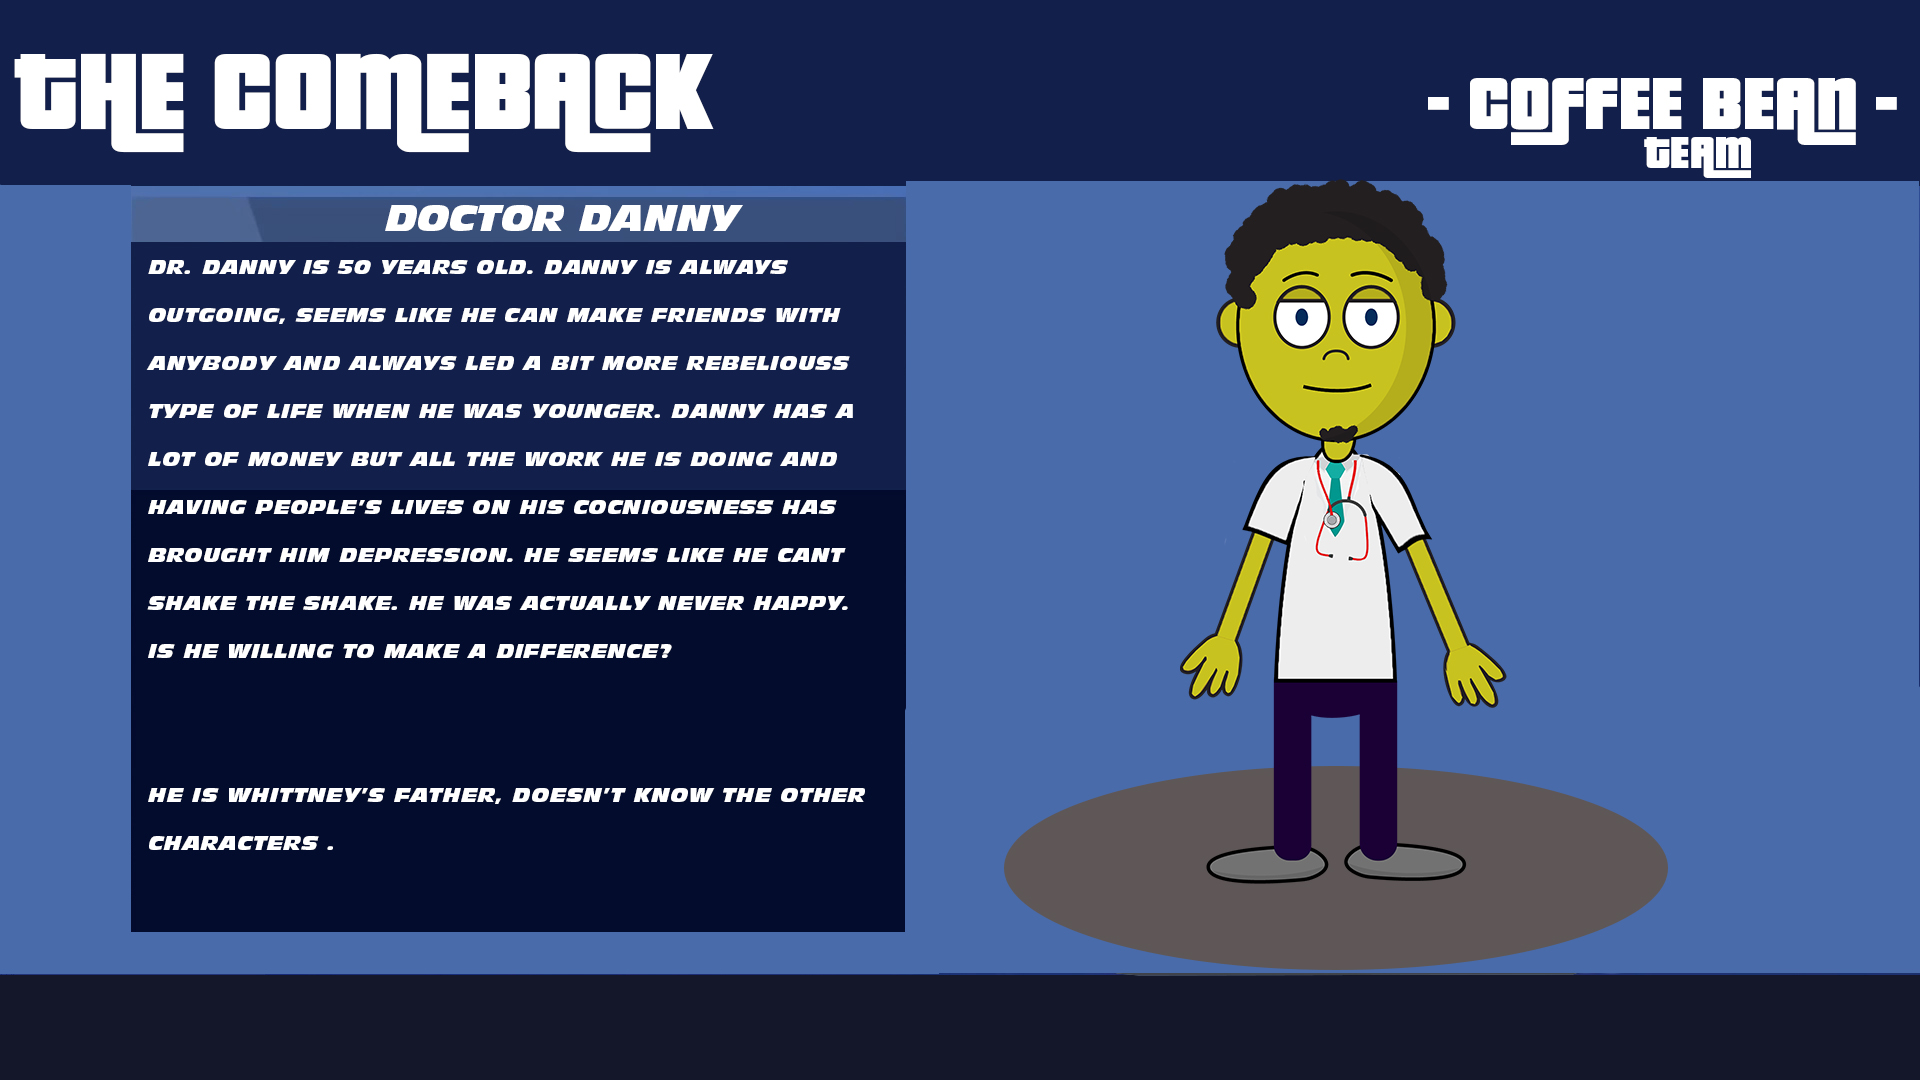 THE COMEBACK
- COFFEE BEAN -
TEAM
DOCTOR DANNY
DR. DANNY IS 50 YEARS OLD. DANNY IS ALWAYS
OUTGOING, SEEMS LIKE HE CAN MAKE FRIENDS WITH
ANYBODY AND ALWAYS LED A BIT MORE REBELIOUSS
TYPE OF LIFE WHEN HE WAS YOUNGER. DANNY HAS A
LOT OF MONEY BUT ALL THE WORK HE IS DOING AND
HAVING PEOPLE'S LIVES ON HIS COCNIOUSNESS HAS
BROUGHT HIM DEPRESSION. HE SEEMS LIKE HE CANT
SHAKE THE SHAKE. HE WAS ACTUALLY NEVER HAPPY.
IS HE WILLING TO MAKE A DIFFERENCE?
HE IS WHITTNEY'S FATHER, DOESN'T KNOW THE OTHER
CHARACTERS .